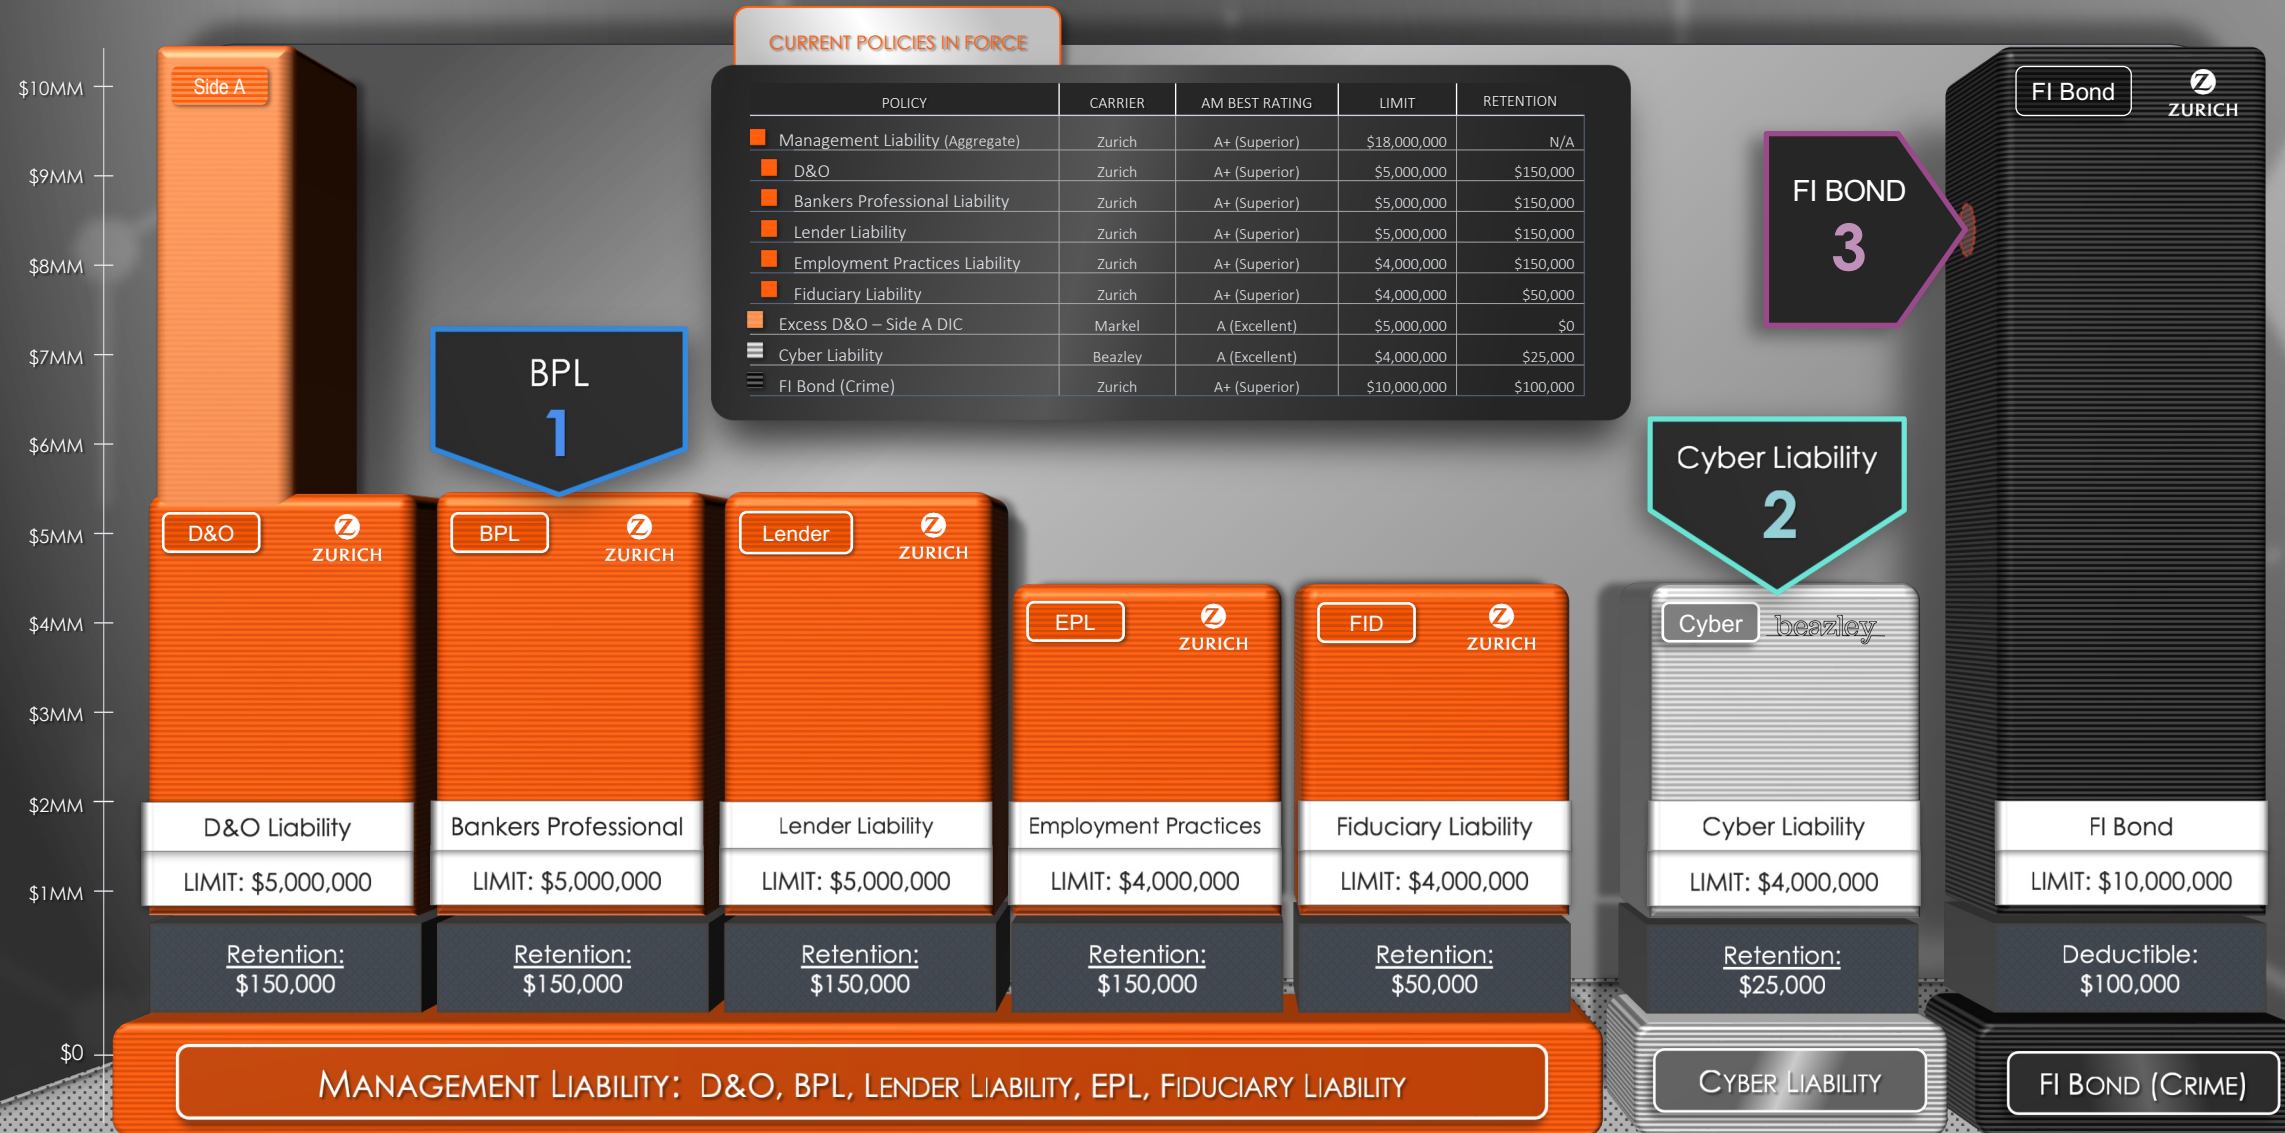 CURRENT POLICIES IN FORCE
POLICY CARRIER AM BEST RATING LIMIT RETENTION
Management Liability (Aggregate) Zurich A+ (Superior) $18,000,000 N/A
D&O Zurich A+ (Superior) $5,000,000 $150,000
Bankers Professional Liability Zurich A+ (Superior) $5,000,000 $150,000
Lender Liability Zurich A+ (Superior) $5,000,000 $150,000
Employment Practices Liability Zurich A+ (Superior) $4,000,000 $150,000
Fiduciary Liability Zurich A+ (Superior) $4,000,000 $50,000
Excess D&O – Side A DIC Markel A (Excellent) $5,000,000 $0
Cyber Liability Beazley A (Excellent) $4,000,000 $25,000
FI Bond (Crime) Zurich A+ (Superior) $10,000,000 $100,000
$10MM
$9MM
$8MM
$7MM
$6MM
$5MM
$4MM
$3MM
$2MM
$1MM
$0
Side A
D&O
Z
ZURICH
D&O Liability
LIMIT: $5,000,000
Retention:
$150,000
BPL
1
BPL
Z
ZURICH
Bankers Professional
LIMIT: $5,000,000
Retention:
$150,000
Lender
Z
ZURICH
Lender Liability
LIMIT: $5,000,000
Retention:
$150,000
EPL
Z
ZURICH
Employment Practices
LIMIT: $4,000,000
Retention:
$150,000
FID
Z
ZURICH
Fiduciary Liability
LIMIT: $4,000,000
Retention:
$50,000
Cyber Liability
2
Cyber beazley
Cyber Liability
LIMIT: $4,000,000
Retention:
$25,000
FI BOND
3
FI Bond
Z
ZURICH
FI Bond
LIMIT: $10,000,000
Deductible:
$100,000
MANAGEMENT LIABILITY: D&O, BPL, LENDER LIABILITY, EPL, FIDUCIARY LIABILITY
CYBER LIABILITY
FI BOND (CRIME)